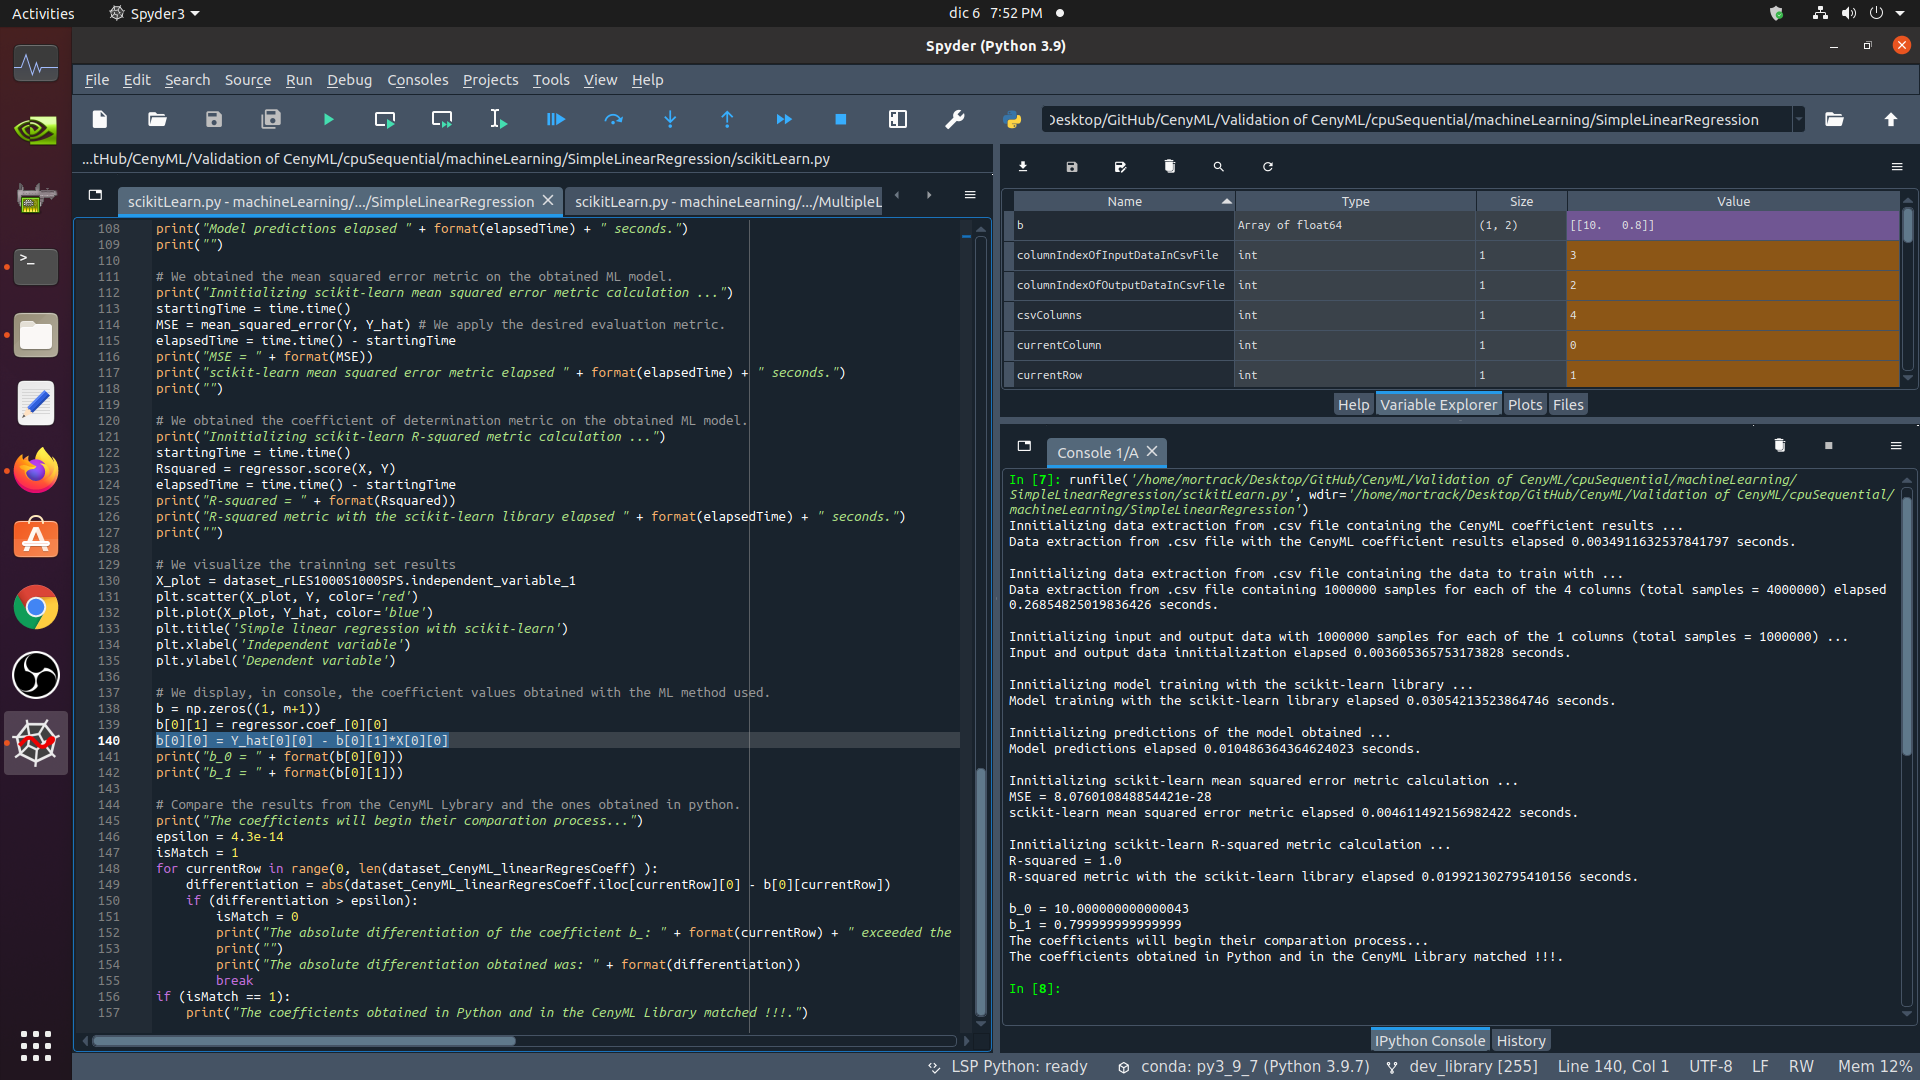 Activities
Spyder3
dic 6 7:52 PM
Spyder (Python 3.9)
File Edit Search Source Run Debug Consoles Projects Tools View Help
Desktop/GitHub/CenyML/Validation of CenyML/cpuSequential/machineLearning/SimpleLinearRegression
...tHub/CenyML/Validation of CenyML/cpuSequential/machineLearning/SimpleLinearRegression/scikitLearn.py
scikitLearn.py - machineLearning/.../SimpleLinearRegression
scikitLearn.py - machineLearning/.../MultipleL
108 print("Model predictions elapsed " + format(elapsedTime) + " seconds.")
109 print("")
110
111 # We obtained the mean squared error metric on the obtained ML model.
112 print("Innitializing scikit-learn mean squared error metric calculation ...")
113 startingTime = time.time()
114 MSE = mean_squared_error(Y, Y_hat) # We apply the desired evaluation metric.
115 elapsedTime = time.time() - startingTime
116 print("MSE = " + format(MSE))
117 print("scikit-learn mean squared error metric elapsed " + format(elapsedTime) + " seconds.")
118 print("")
119
120 # We obtained the coefficient of determination metric on the obtained ML model.
121 print("Innitializing scikit-learn R-squared metric calculation ...")
122 startingTime = time.time()
123 Rsquared = regressor.score(X, Y)
124 elapsedTime = time.time() - startingTime
125 print("R-squared = " + format(Rsquared))
126 print("R-squared metric with the scikit-learn library elapsed " + format(elapsedTime) + " seconds.")
127 print("")
128
129 # We visualize the trainning set results
130 X_plot = dataset_rLES1000S1000SPS.independent_variable_1
131 plt.scatter(X_plot, Y, color='red')
132 plt.plot(X_plot, Y_hat, color='blue')
133 plt.title('Simple linear regression with scikit-learn')
134 plt.xlabel('Independent variable')
135 plt.ylabel('Dependent variable')
136
137 # We display, in console, the coefficient values obtained with the ML method used.
138 b = np.zeros((1, m+1))
139 b[0][1] = regressor.coef_[0][0]
140 b[0][0] = Y_hat[0][0] - b[0][1]*X[0][0]
141 print("b_0 = " + format(b[0][0]))
142 print("b_1 = " + format(b[0][1]))
143
144 # Compare the results from the CenyML Lybrary and the ones obtained in python.
145 print("The coefficients will begin their comparation process...")
146 epsilon = 4.3e-14
147 isMatch = 1
148 for currentRow in range(0, len(dataset_CenyML_linearRegresCoeff) ):
149 differentiation = abs(dataset_CenyML_linearRegresCoeff.iloc[currentRow][0] - b[0][currentRow])
150 if (differentiation > epsilon):
151 isMatch = 0
152 print("The absolute differentiation of the coefficient b_: " + format(currentRow) + " exceeded the
153 print("")
154 print("The absolute differentiation obtained was: " + format(differentiation))
155 break
156 if (isMatch == 1):
157 print("The coefficients obtained in Python and in the CenyML Library matched !!!.")
Name Type Size Value
b Array of float64 (1, 2) [[10. 0.8]]
columnIndexOfInputDataInCsvFile int 1 3
columnIndexOfOutputDataInCsvFile int 1 2
csvColumns int 1 4
currentColumn int 1 0
currentRow int 1 1
Help Variable Explorer Plots Files
Console 1/A
In [7]: runfile('/home/mortrack/Desktop/GitHub/CenyML/Validation of CenyML/cpuSequential/machineLearning/
SimpleLinearRegression/scikitLearn.py', wdir='/home/mortrack/Desktop/GitHub/CenyML/Validation of CenyML/cpuSequential/
machineLearning/SimpleLinearRegression')
Innitializing data extraction from .csv file containing the CenyML coefficient results ...
Data extraction from .csv file with the CenyML coefficient results elapsed 0.0034911632537841797 seconds.
Innitializing data extraction from .csv file containing the data to train with ...
Data extraction from .csv file containing 1000000 samples for each of the 4 columns (total samples = 4000000) elapsed
0.26854825019836426 seconds.
Innitializing input and output data with 1000000 samples for each of the 1 columns (total samples = 1000000) ...
Input and output data innitialization elapsed 0.003605365753173828 seconds.
Innitializing model training with the scikit-learn library ...
Model training with the scikit-learn library elapsed 0.03054213523864746 seconds.
Innitializing predictions of the model obtained ...
Model predictions elapsed 0.010486364364624023 seconds.
Innitializing scikit-learn mean squared error metric calculation ...
MSE = 8.076010848854421e-28
scikit-learn mean squared error metric elapsed 0.004611492156982422 seconds.
Innitializing scikit-learn R-squared metric calculation ...
R-squared = 1.0
R-squared metric with the scikit-learn library elapsed 0.019921302795410156 seconds.
b_0 = 10.000000000000043
b_1 = 0.799999999999999
The coefficients will begin their comparation process...
The coefficients obtained in Python and in the CenyML Library matched !!!.
In [8]:
IPython Console History
LSP Python: ready conda: py3_9_7 (Python 3.9.7) dev_library [255] Line 140, Col 1 UTF-8 LF RW Mem 12%